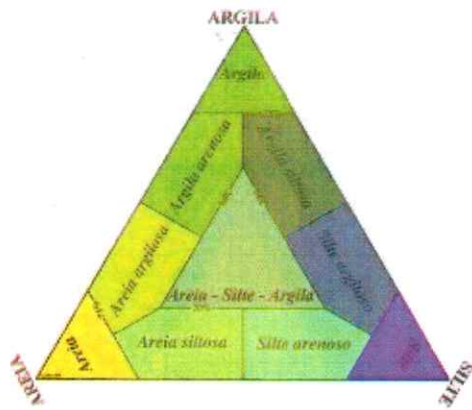 ARGILA
Argila
Argila arenosa
Argila siltosa
Areia argilosa
Silte argiloso
Areia - Silte - Argila
Areia
Areia siltosa
Silte arenoso
AREIA
SILTE